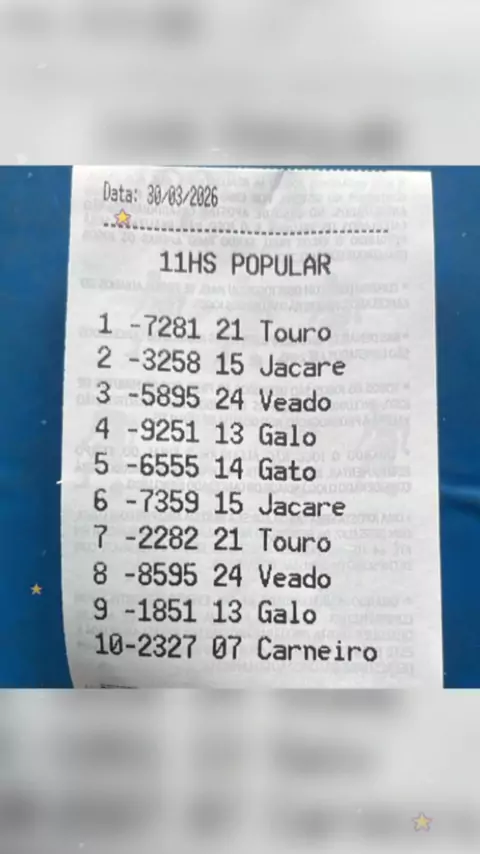 Data: 30/03/2026
11HS POPULAR
1 -7281 21 Touro
2 -3258 15 Jacare
3 -5895 24 Veado
4 -9251 13 Galo
5 -6555 14 Gato
6 -7359 15 Jacare
7 -2282 21 Touro
8 -8595 24 Veado
9 -1851 13 Galo
10-2327 07 Carneiro